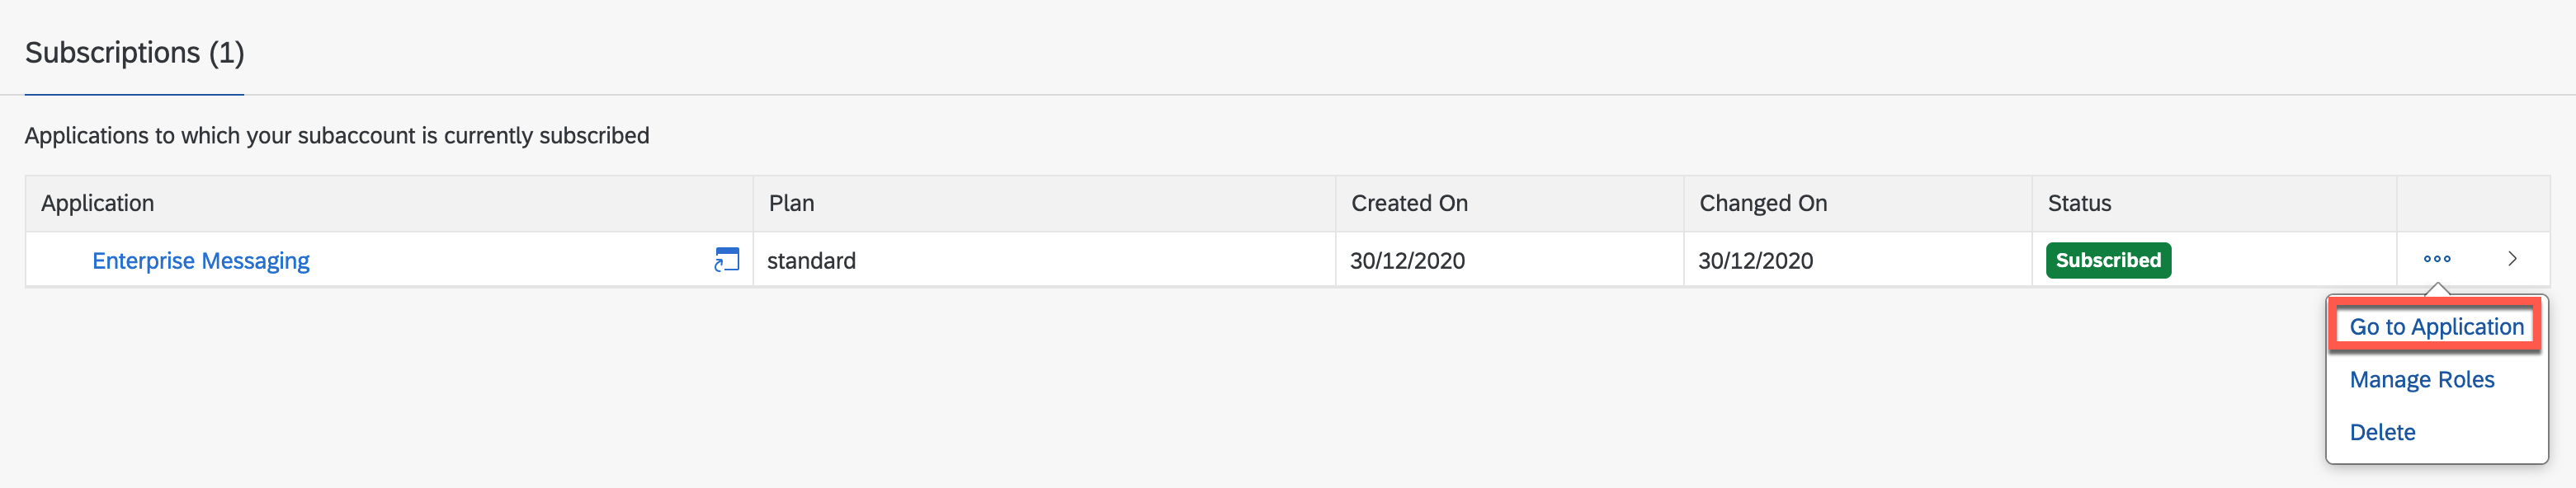 Subscriptions (1)
Applications to which your subaccount is currently subscribed
Application Plan Created On Changed On Status
Enterprise Messaging standard 30/12/2020 30/12/2020 Subscribed
Go to Application
Manage Roles
Delete